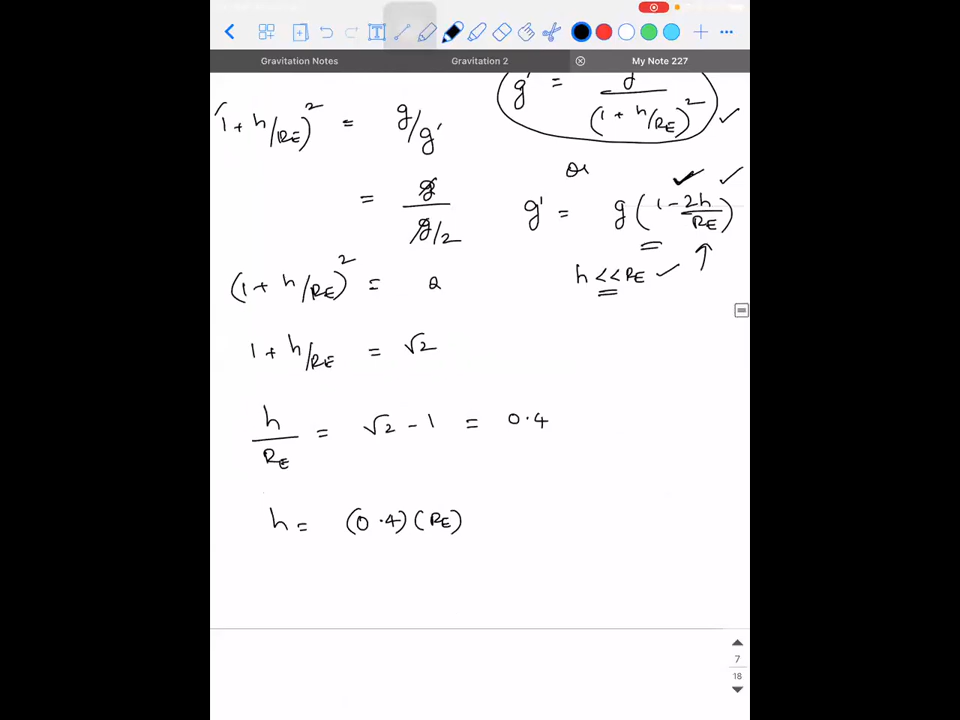 Gravitation Notes
Gravitation 2
My Note 227
(1 + h/RE)² = g/g'
= g̸ / g̸/2
(1 + h/RE)² = 2
1 + h/RE = √2
h/RE = √2 - 1 = 0.4
h = (0.4)(RE)
g' = g/(1 + h/RE)² ✓
or
g' = g(1 - 2h/RE) ✓ ✓
h << RE ✓
7
18